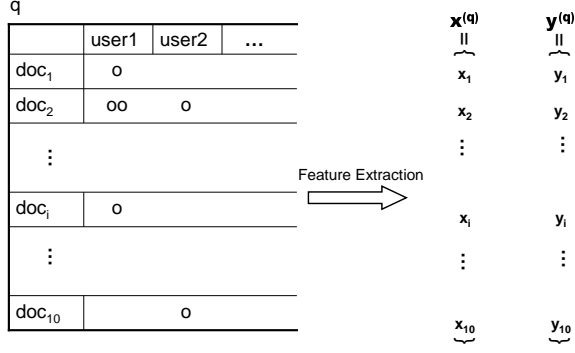 q
user1 user2 ...
doc1 o
doc2 oo o
⋮
doci o
⋮
doc10 o
Feature Extraction
x(q) y(q)
= =
x1 y1
x2 y2
⋮ ⋮
xi yi
⋮ ⋮
x10 y10